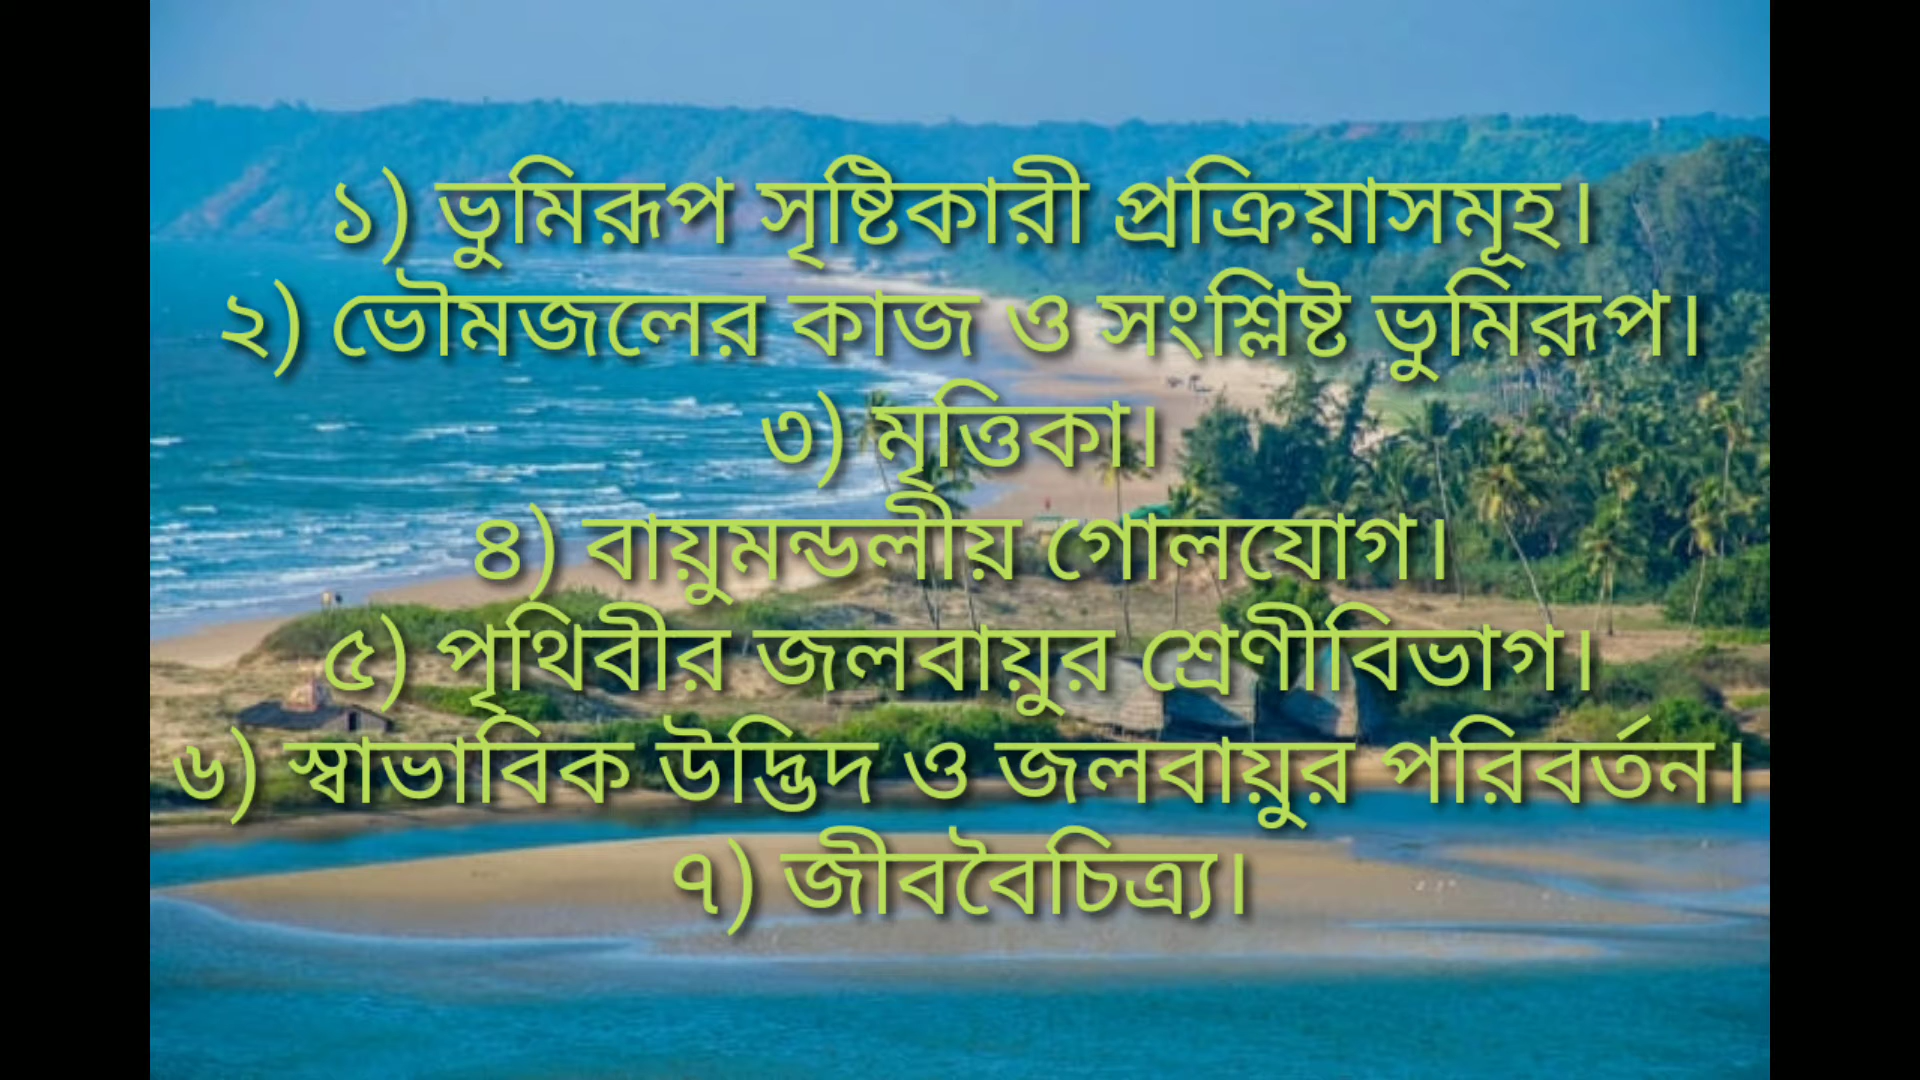 ১) ভুমিরূপ সৃষ্টিকারী প্রক্রিয়াসমূহ।
২) ভৌমজলের কাজ ও সংশ্লিষ্ট ভুমিরূপ।
৩) মৃত্তিকা।
৪) বায়ুমন্ডলীয় গোলযোগ।
৫) পৃথিবীর জলবায়ুর শ্রেণীবিভাগ।
৬) স্বাভাবিক উদ্ভিদ ও জলবায়ুর পরিবর্তন।
৭) জীববৈচিত্র্য।